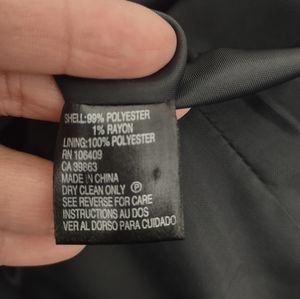 SHELL:99% POLYESTER
1% RAYON
LINING:100% POLYESTER
RN 106409
CA 39863
MADE IN CHINA
DRY CLEAN ONLY Ⓟ
SEE REVERSE FOR CARE
INSTRUCTIONS AU DOS
VER AL DORSO PARA CUIDADO